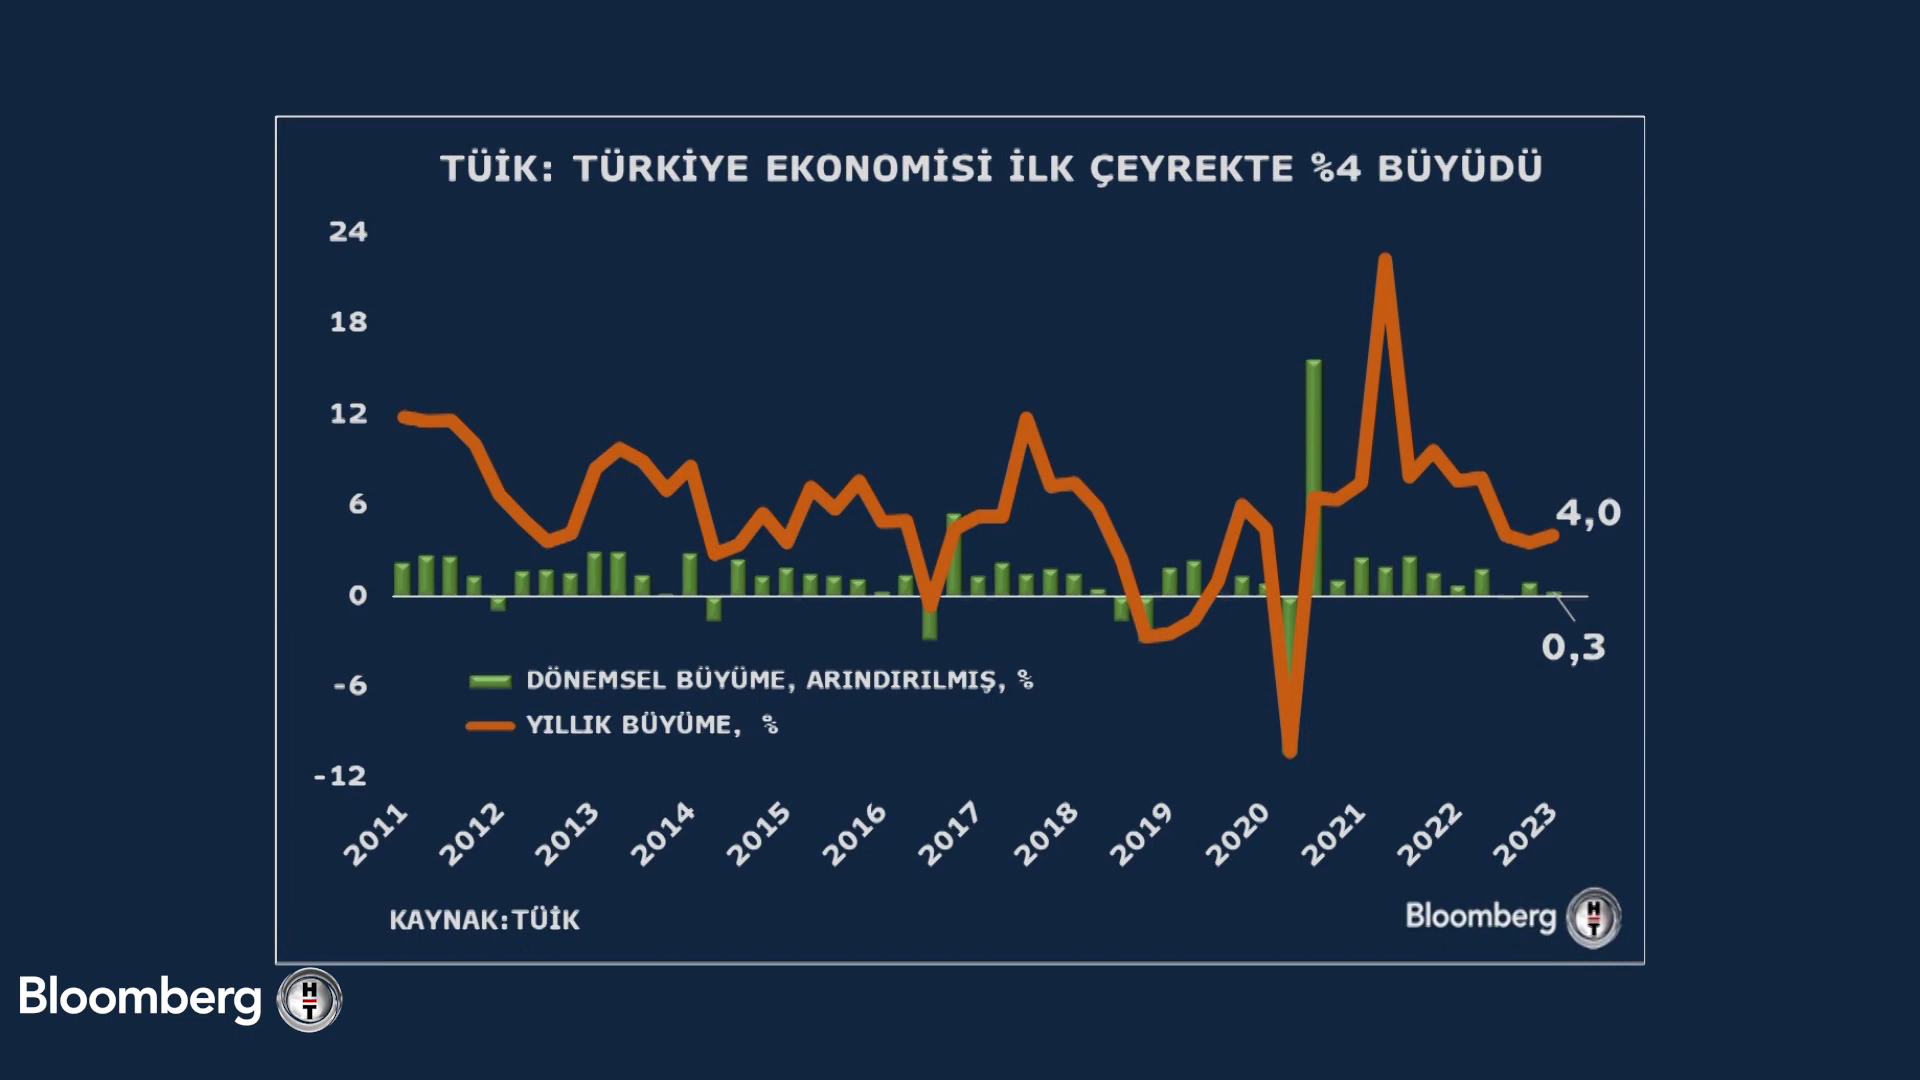 TÜİK: TÜRKİYE EKONOMİSİ İLK ÇEYREKTE %4 BÜYÜDÜ
24
18
12
6
0
-6
-12
4,0
0,3
DÖNEMSEL BÜYÜME, ARINDIRILMIŞ, %
YILLIK BÜYÜME, %
2011 2012 2013 2014 2015 2016 2017 2018 2019 2020 2021 2022 2023
KAYNAK:TÜİK
Bloomberg HT
Bloomberg HT